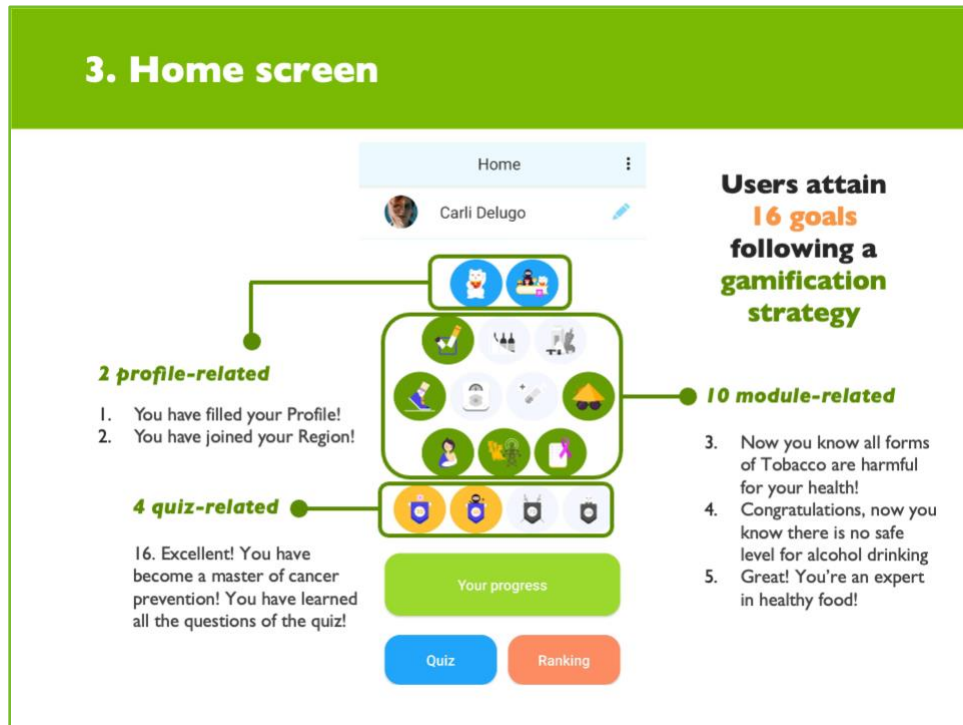 3. Home screen
Home
Carli Delugo
Users attain
16 goals
following a
gamification
strategy
2 profile-related
1. You have filled your Profile!
2. You have joined your Region!
4 quiz-related
16. Excellent! You have
become a master of cancer
prevention! You have learned
all the questions of the quiz!
10 module-related
3. Now you know all forms
of Tobacco are harmful
for your health!
4. Congratulations, now you
know there is no safe
level for alcohol drinking
5. Great! You're an expert
in healthy food!
Your progress
Quiz
Ranking